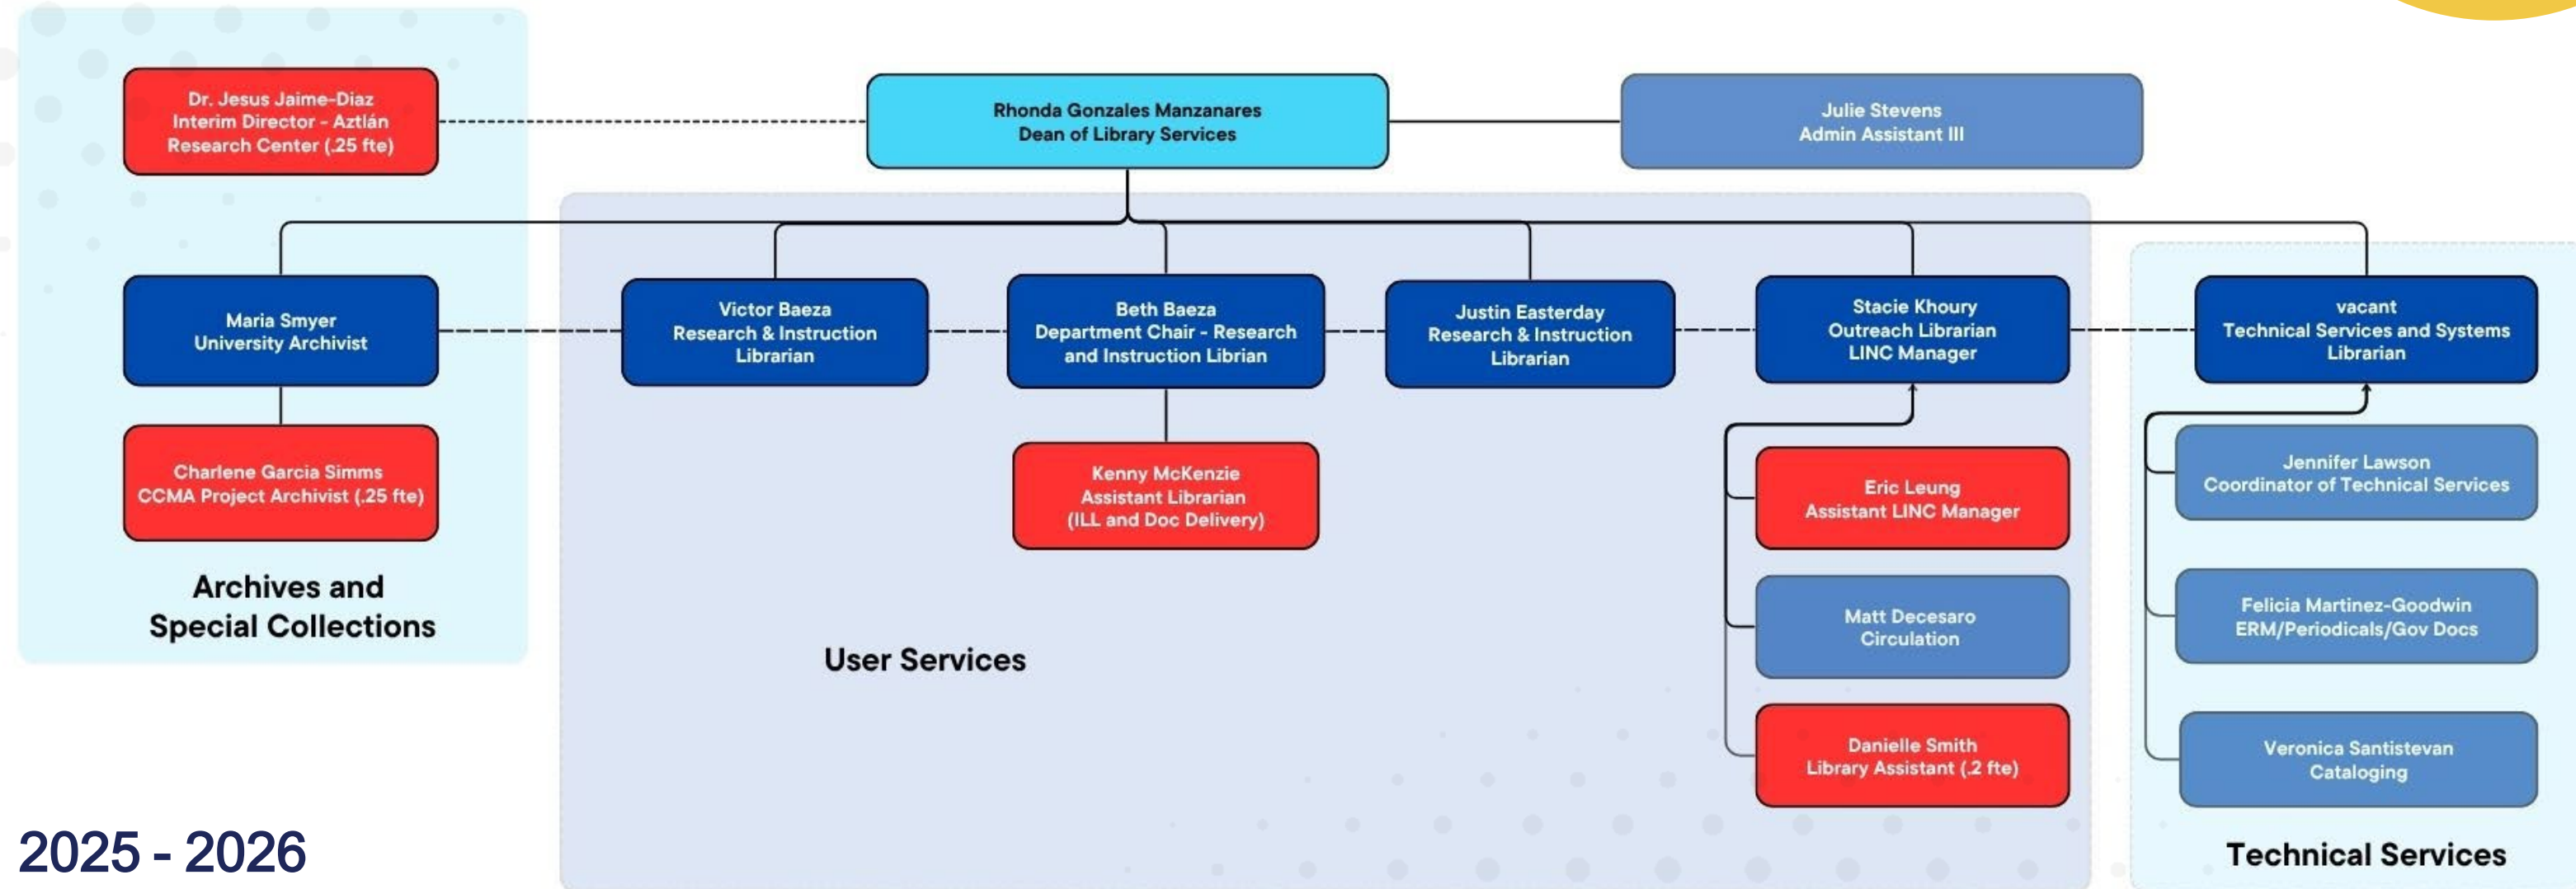 Dr. Jesus Jaime-Diaz
Interim Director - Aztlán
Research Center (.25 fte)
Rhonda Gonzales Manzanares
Dean of Library Services
Julie Stevens
Admin Assistant III
Maria Smyer
University Archivist
Victor Baeza
Research & Instruction
Librarian
Beth Baeza
Department Chair - Research
and Instruction Librian
Justin Easterday
Research & Instruction
Librarian
Stacie Khoury
Outreach Librarian
LINC Manager
vacant
Technical Services and Systems
Librarian
Charlene Garcia Simms
CCMA Project Archivist (.25 fte)
Kenny McKenzie
Assistant Librarian
(ILL and Doc Delivery)
Eric Leung
Assistant LINC Manager
Matt Decesaro
Circulation
Danielle Smith
Library Assistant (.2 fte)
Jennifer Lawson
Coordinator of Technical Services
Felicia Martinez-Goodwin
ERM/Periodicals/Gov Docs
Veronica Santistevan
Cataloging
Archives and
Special Collections
User Services
Technical Services
2025 - 2026